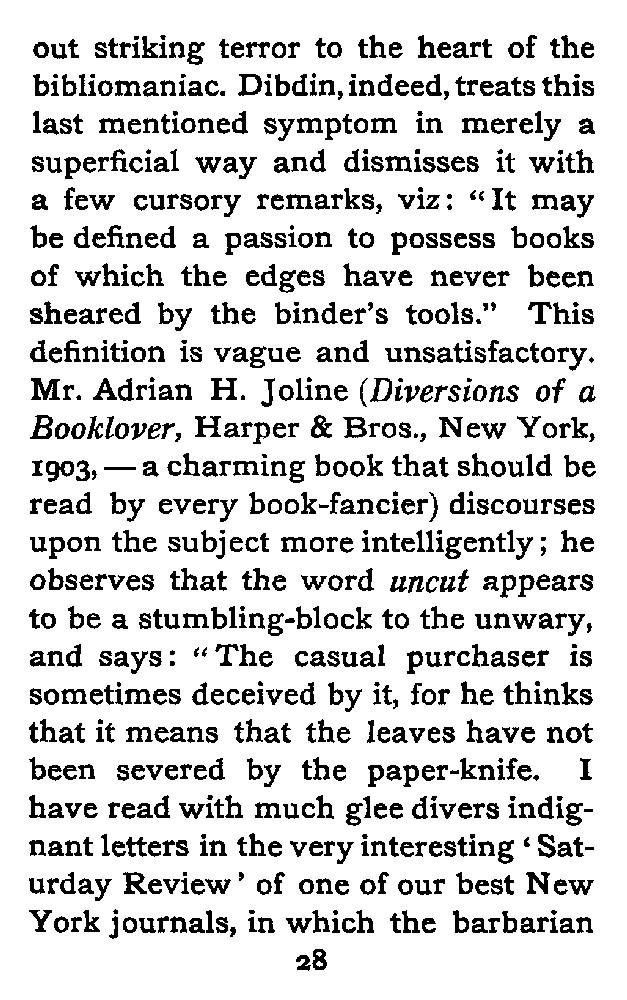 out striking terror to the heart of the
bibliomaniac. Dibdin, indeed, treats this
last mentioned symptom in merely a
superficial way and dismisses it with
a few cursory remarks, viz: “It may
be defined a passion to possess books
of which the edges have never been
sheared by the binder's tools.” This
definition is vague and unsatisfactory.
Mr. Adrian H. Joline (Diversions of a
Booklover, Harper & Bros., New York,
1903, — a charming book that should be
read by every book-fancier) discourses
upon the subject more intelligently; he
observes that the word uncut appears
to be a stumbling-block to the unwary,
and says: “The casual purchaser is
sometimes deceived by it, for he thinks
that it means that the leaves have not
been severed by the paper-knife. I
have read with much glee divers indig-
nant letters in the very interesting ‘Sat-
urday Review’ of one of our best New
York journals, in which the barbarian
28